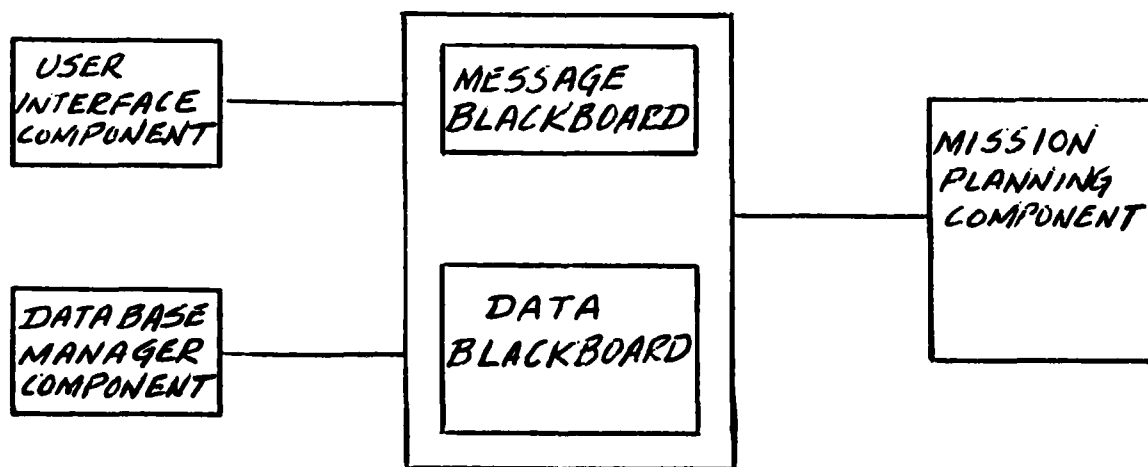 USER
INTERFACE
COMPONENT
MESSAGE
BLACKBOARD
MISSION
PLANNING
COMPONENT
DATABASE
MANAGER
COMPONENT
DATA
BLACKBOARD